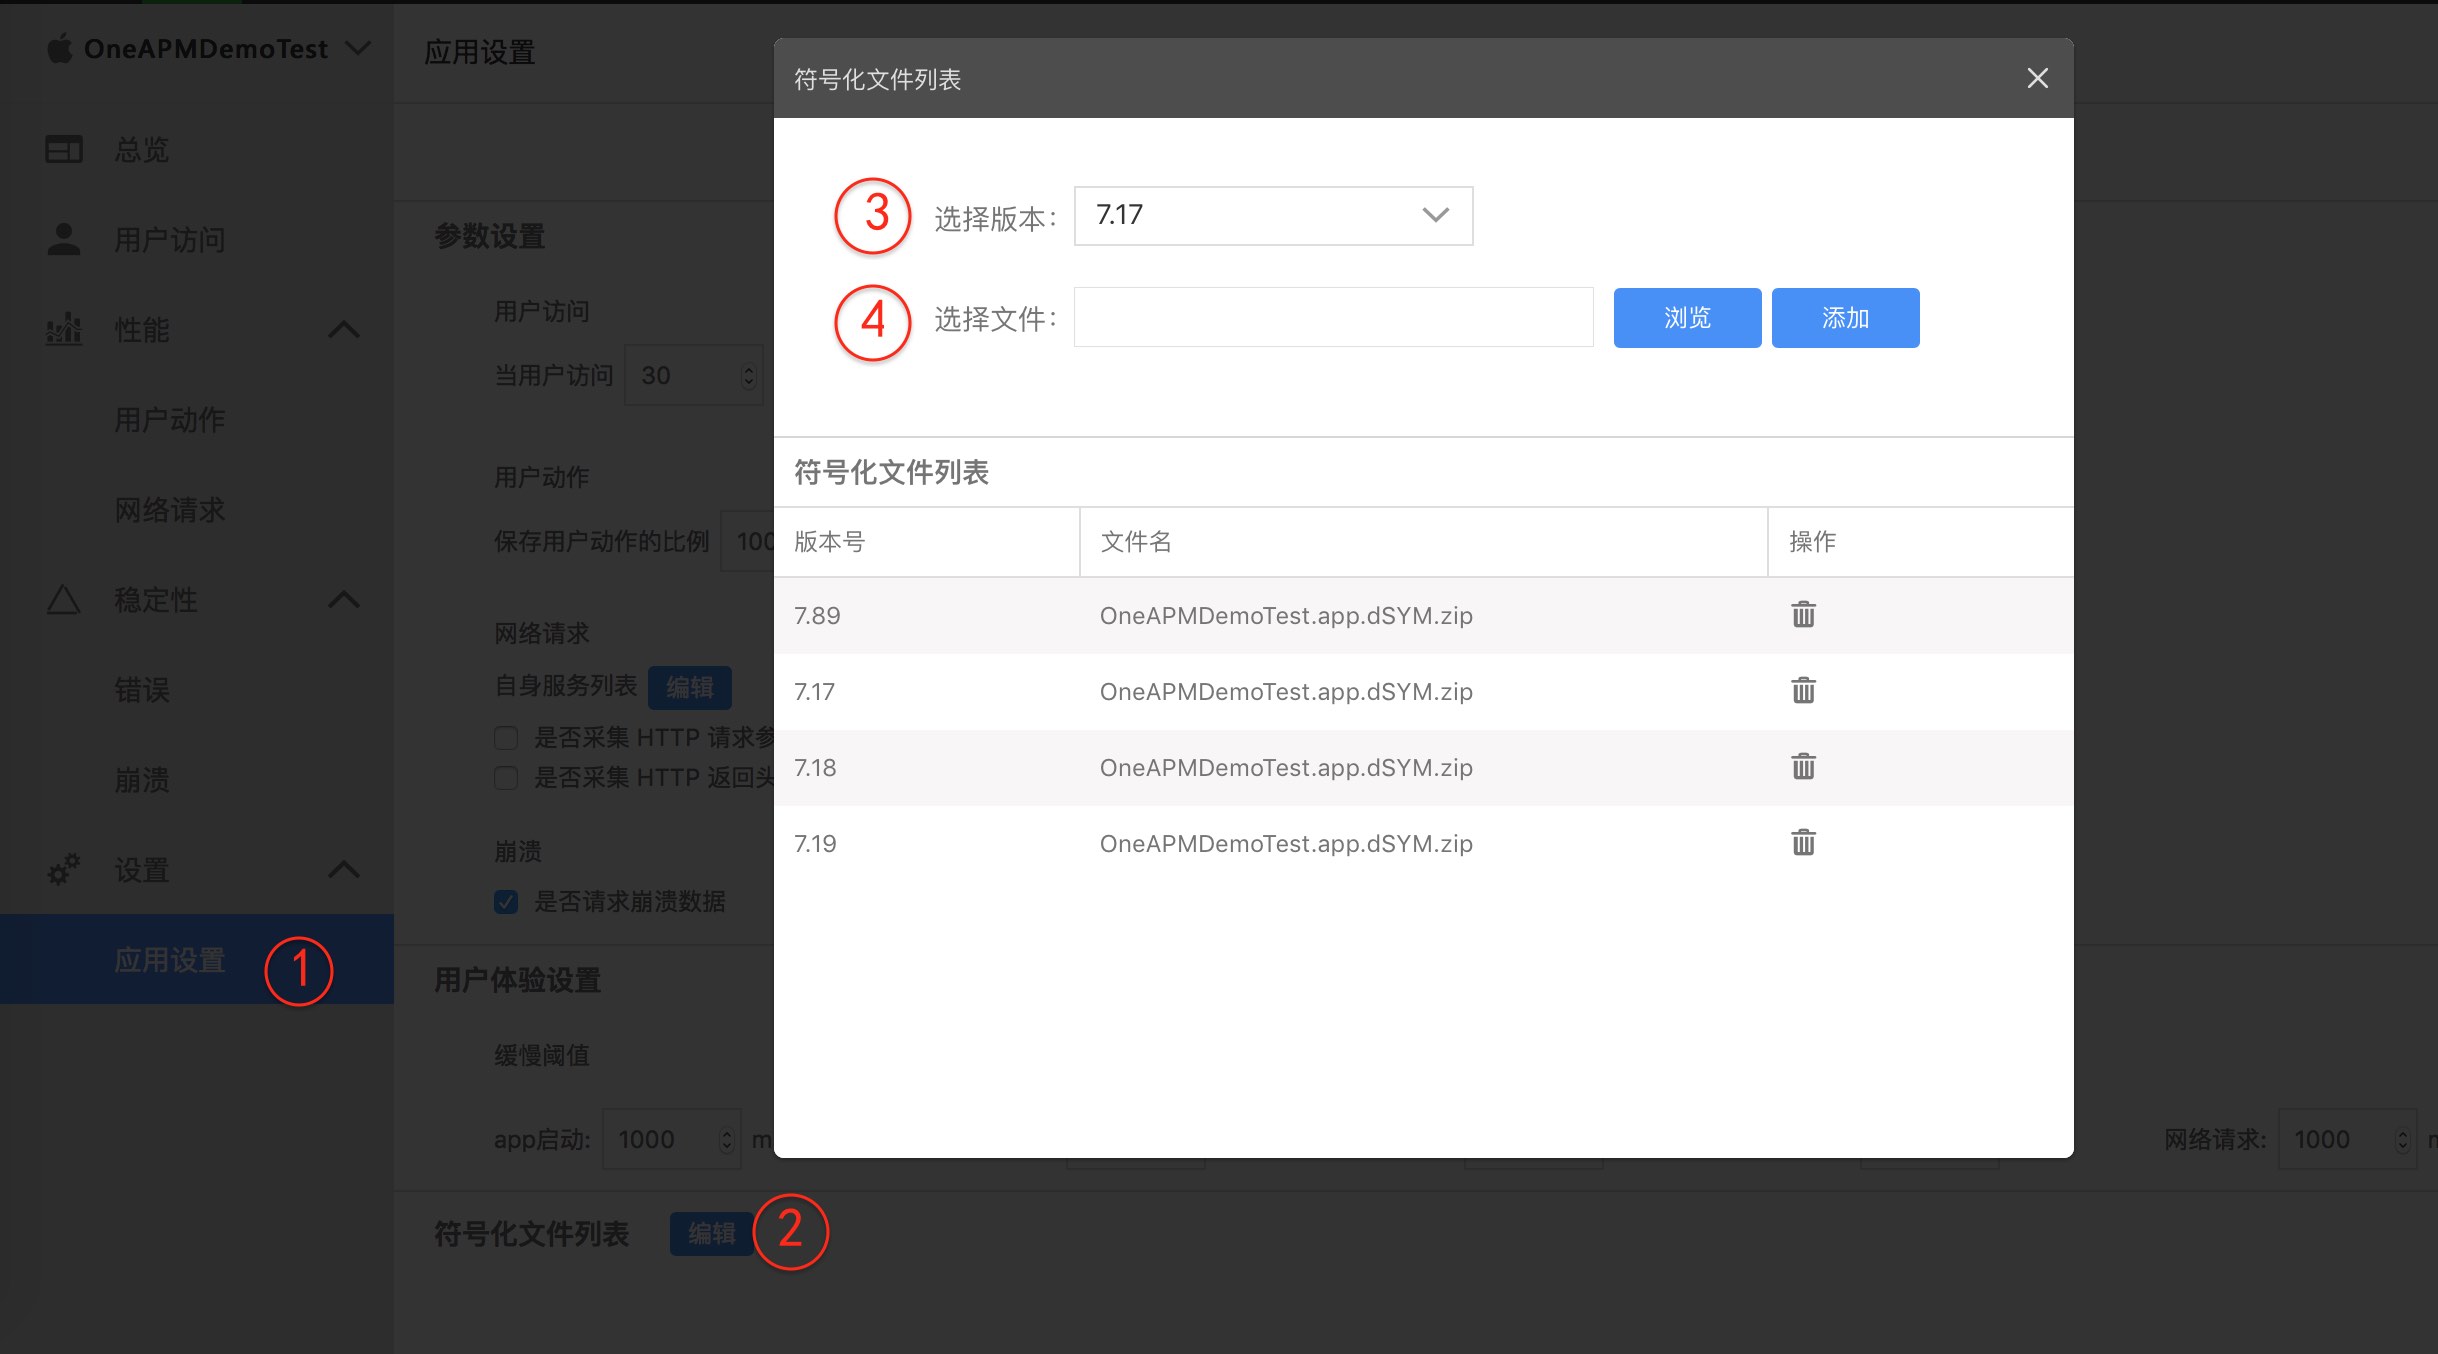 OneAPMDemoTest
总览
用户访问
性能
用户动作
网络请求
稳定性
错误
崩溃
设置
应用设置
1
应用设置
参数设置
用户访问
当用户访问 30
用户动作
保存用户动作的比例 100
网络请求
自身服务列表 编辑
是否采集 HTTP 请求参
是否采集 HTTP 返回头
崩溃
是否请求崩溃数据
用户体验设置
缓慢阈值
app启动: 1000 m
网络请求: 1000
符号化文件列表 编辑 2
符号化文件列表
3 选择版本: 7.17
4 选择文件: 浏览 添加
符号化文件列表
版本号 文件名 操作
7.89 OneAPMDemoTest.app.dSYM.zip
7.17 OneAPMDemoTest.app.dSYM.zip
7.18 OneAPMDemoTest.app.dSYM.zip
7.19 OneAPMDemoTest.app.dSYM.zip